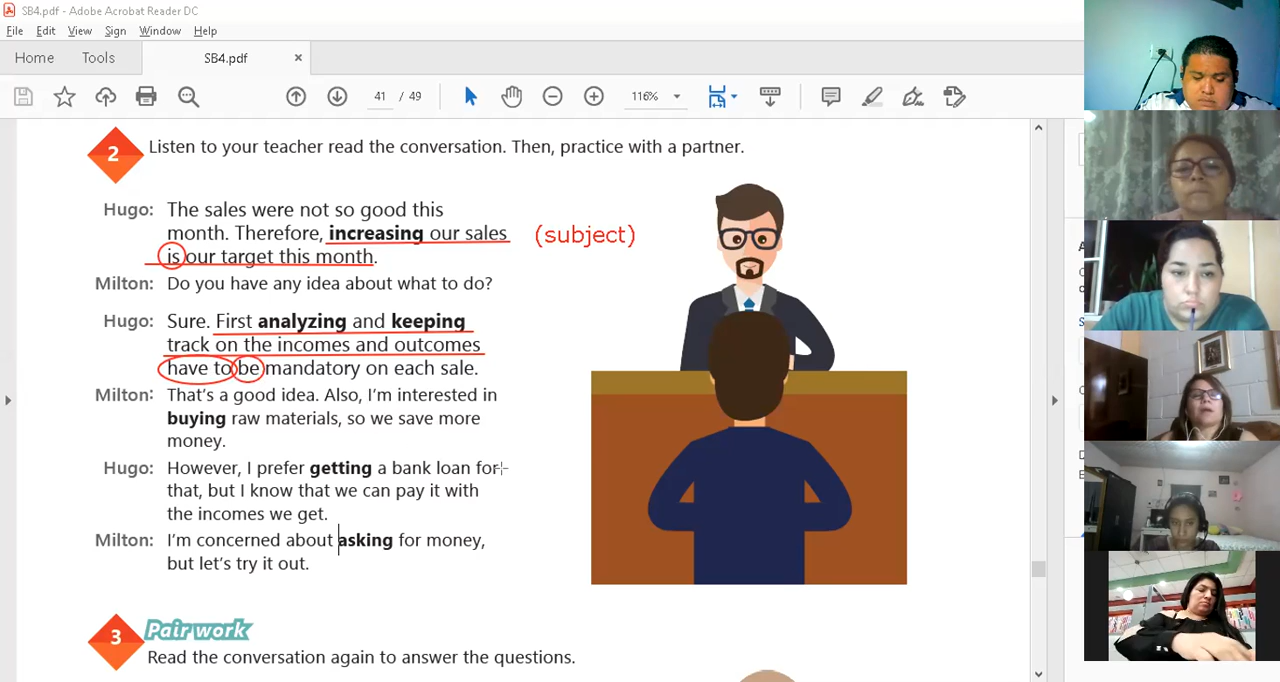 SB4.pdf - Adobe Acrobat Reader DC
File Edit View Sign Window Help
Home Tools SB4.pdf ×
41 / 49 116%
2 Listen to your teacher read the conversation. Then, practice with a partner.
Hugo: The sales were not so good this
month. Therefore, increasing our sales (subject)
is our target this month.
Milton: Do you have any idea about what to do?
Hugo: Sure. First analyzing and keeping
track on the incomes and outcomes
have to be mandatory on each sale.
Milton: That's a good idea. Also, I'm interested in
buying raw materials, so we save more
money.
Hugo: However, I prefer getting a bank loan for
that, but I know that we can pay it with
the incomes we get.
Milton: I'm concerned about asking for money,
but let's try it out.
3 Pair work
Read the conversation again to answer the questions.